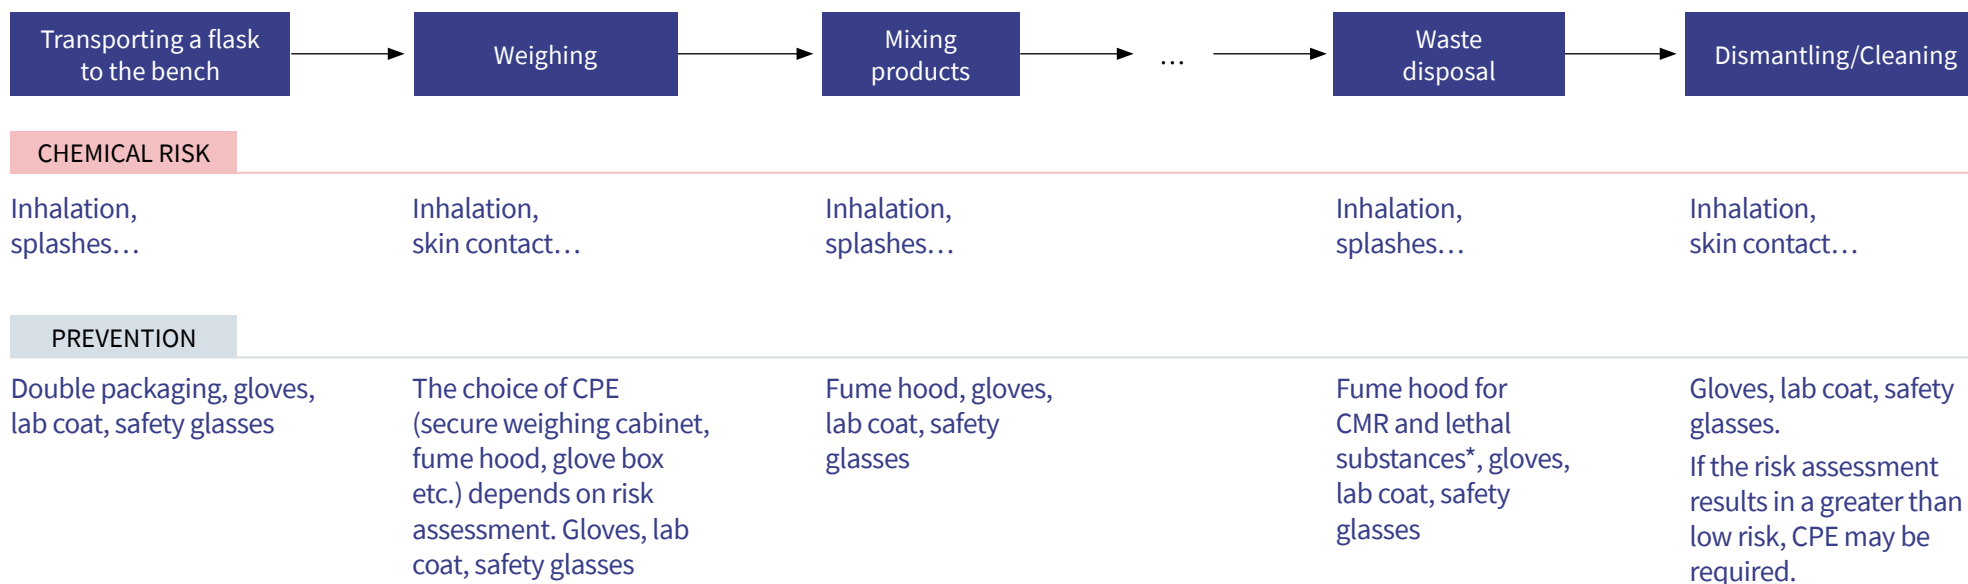 Transporting a flask
to the bench
Weighing
Mixing
products
…
Waste
disposal
Dismantling/Cleaning
CHEMICAL RISK
Inhalation,
splashes…
Inhalation,
skin contact…
Inhalation,
splashes…
Inhalation,
splashes…
Inhalation,
skin contact…
PREVENTION
Double packaging, gloves,
lab coat, safety glasses
The choice of CPE
(secure weighing cabinet,
fume hood, glove box
etc.) depends on risk
assessment. Gloves, lab
coat, safety glasses
Fume hood, gloves,
lab coat, safety
glasses
Fume hood for
CMR and lethal
substances*, gloves,
lab coat, safety
glasses
Gloves, lab coat, safety
glasses.
If the risk assessment
results in a greater than
low risk, CPE may be
required.